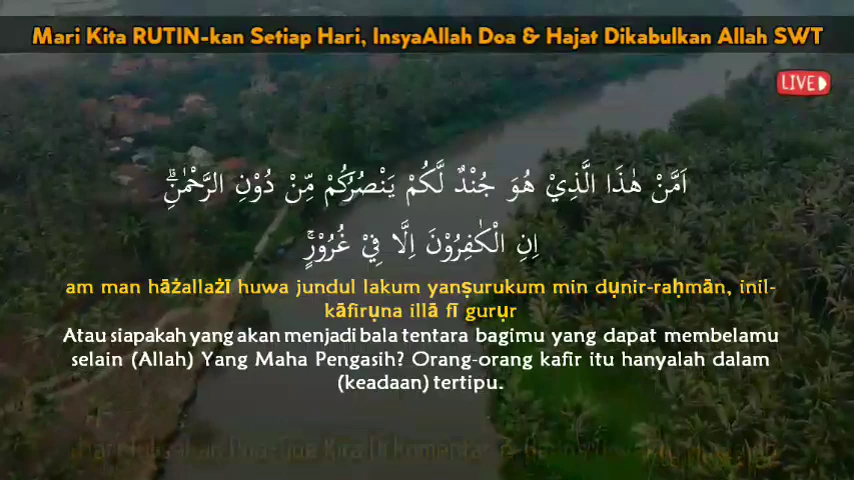 Mari Kita RUTIN-kan Setiap Hari, InsyaAllah Doa & Hajat Dikabulkan Allah SWT
LIVE
اَمَّنْ هٰذَا الَّذِيْ هُوَ جُنْدٌ لَّكُمْ يَنْصُرُكُمْ مِّنْ دُوْنِ الرَّحْمٰنِۗ
اِنِ الْكٰفِرُوْنَ اِلَّا فِيْ غُرُوْرٍۚ
am man hāżallażī huwa jundul lakum yanṣurukum min dụnir-raḥmān, inil-
kāfirụna illā fī gurụr
Atau siapakah yang akan menjadi bala tentara bagimu yang dapat membelamu
selain (Allah) Yang Maha Pengasih? Orang-orang kafir itu hanyalah dalam
(keadaan) tertipu.